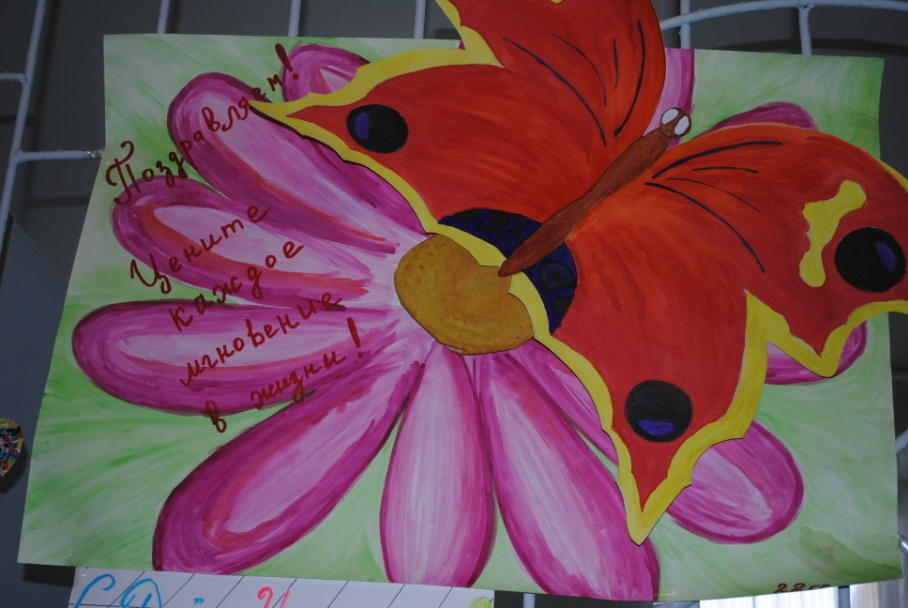 Поздравляем!
Цените
каждое
мгновение
в жизни!